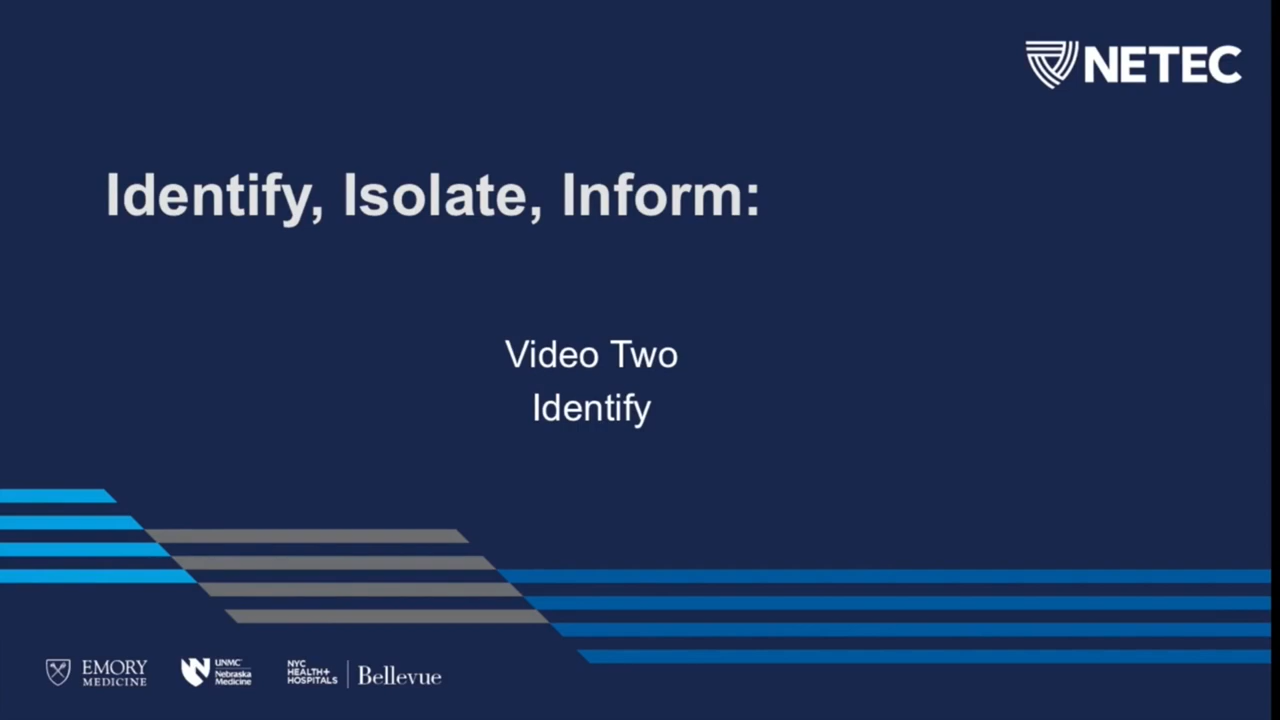 NETEC
Identify, Isolate, Inform:
Video Two
Identify
EMORY
MEDICINE
UNMC
Nebraska
Medicine
NYC
HEALTH+
HOSPITALS
Bellevue